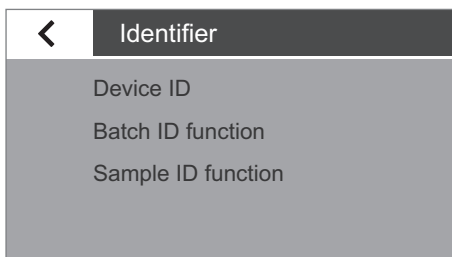 Identifier
Device ID
Batch ID function
Sample ID function